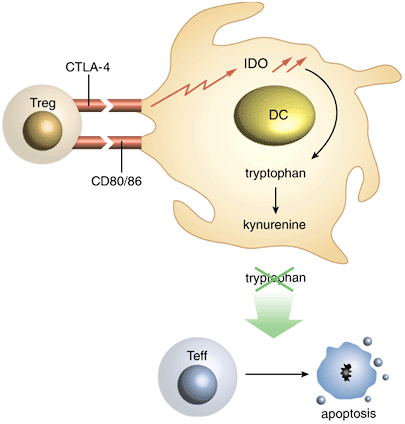 CTLA-4
IDO
Treg
DC
CD80/86
tryptophan
kynurenine
tryptophan
Teff
apoptosis